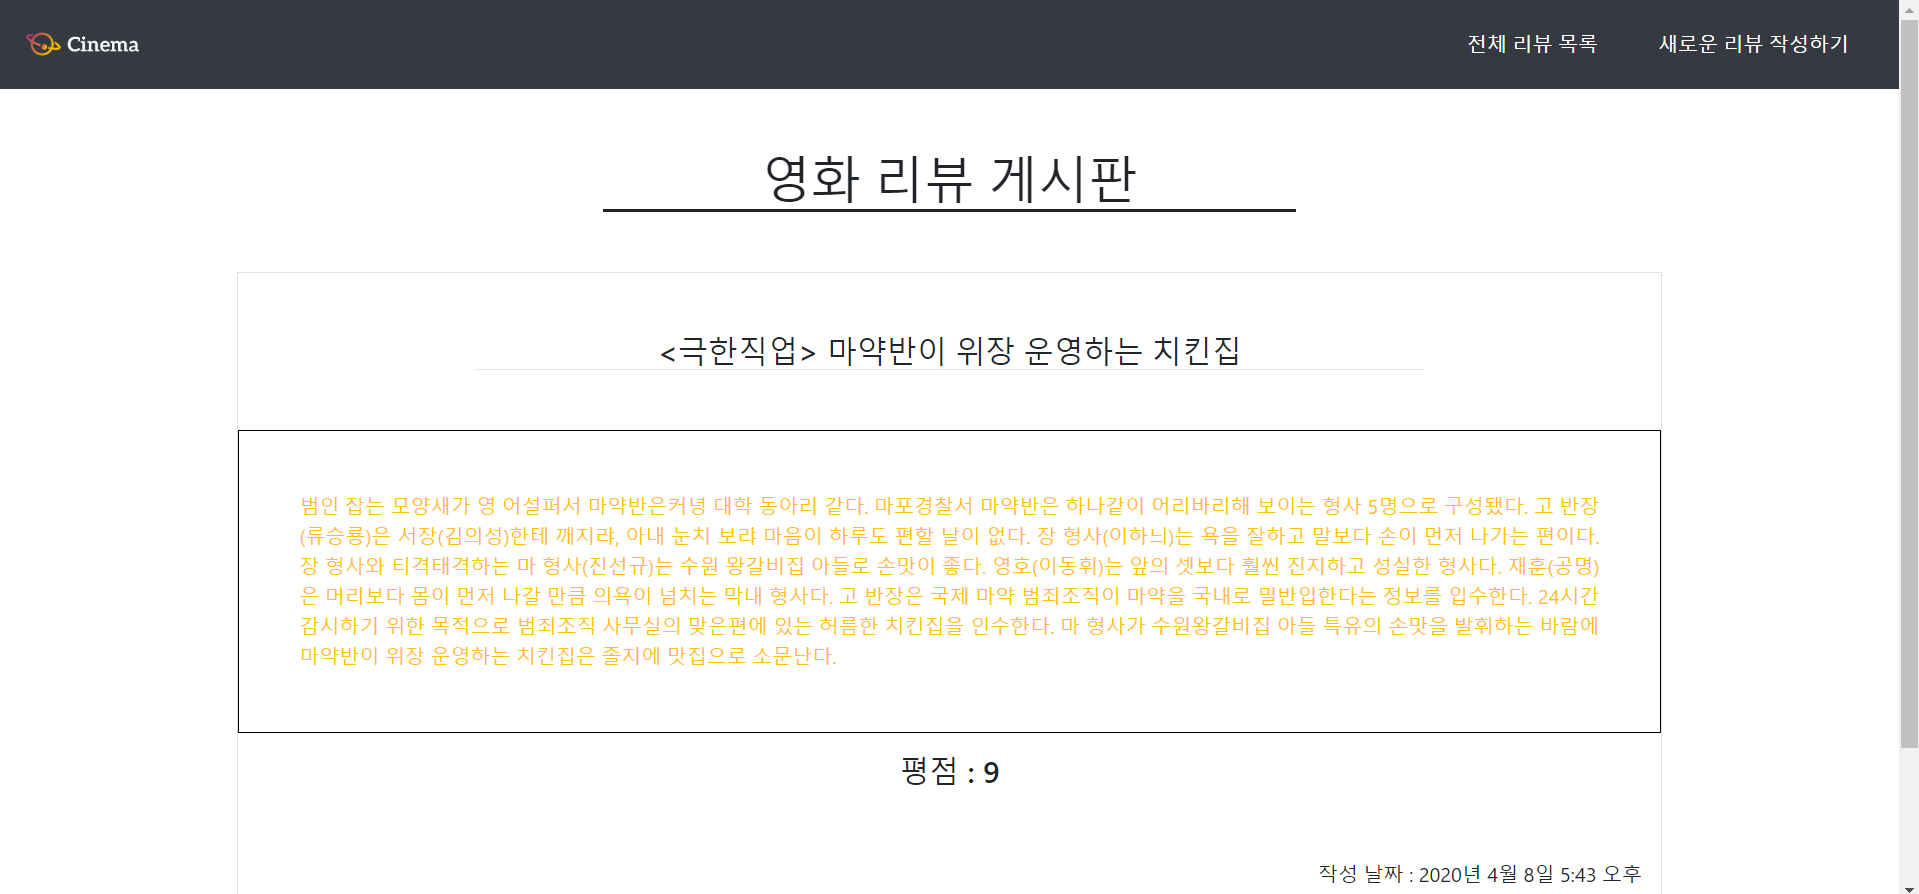 Cinema
전체 리뷰 목록
새로운 리뷰 작성하기
영화 리뷰 게시판
<극한직업> 마약반이 위장 운영하는 치킨집
범인 잡는 모양새가 영 어설퍼서 마약반은커녕 대학 동아리 같다. 마포경찰서 마약반은 하나같이 어리바리해 보이는 형사 5명으로 구성됐다. 고 반장
(류승룡)은 서장(김의성)한테 깨지랴, 아내 눈치 보랴 마음이 하루도 편할 날이 없다. 장 형사(이하늬)는 욕을 잘하고 말보다 손이 먼저 나가는 편이다.
장 형사와 티격태격하는 마 형사(진선규)는 수원 왕갈비집 아들로 손맛이 좋다. 영호(이동휘)는 앞의 셋보다 훨씬 진지하고 성실한 형사다. 재훈(공명)
은 머리보다 몸이 먼저 나갈 만큼 의욕이 넘치는 막내 형사다. 고 반장은 국제 마약 범죄조직이 마약을 국내로 밀반입한다는 정보를 입수한다. 24시간
감시하기 위한 목적으로 범죄조직 사무실의 맞은편에 있는 허름한 치킨집을 인수한다. 마 형사가 수원왕갈비집 아들 특유의 손맛을 발휘하는 바람에
마약반이 위장 운영하는 치킨집은 졸지에 맛집으로 소문난다.
평점 : 9
작성 날짜 : 2020년 4월 8일 5:43 오후